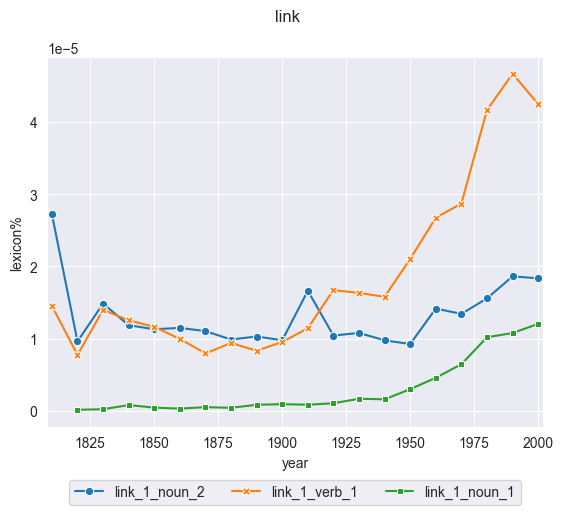 link
1e−5
4
3
2
1
0
lexicon%
1825 1850 1875 1900 1925 1950 1975 2000
year
link_1_noun_2 link_1_verb_1 link_1_noun_1